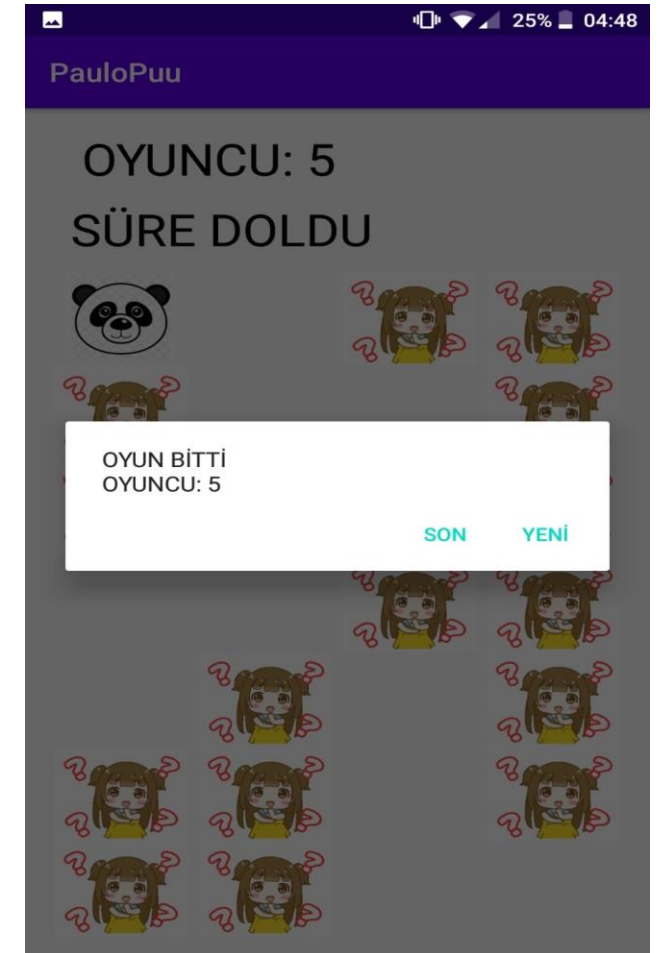 25% 04:48
PauloPuu
OYUNCU: 5
SÜRE DOLDU
OYUN BİTTİ
OYUNCU: 5
SON YENİ